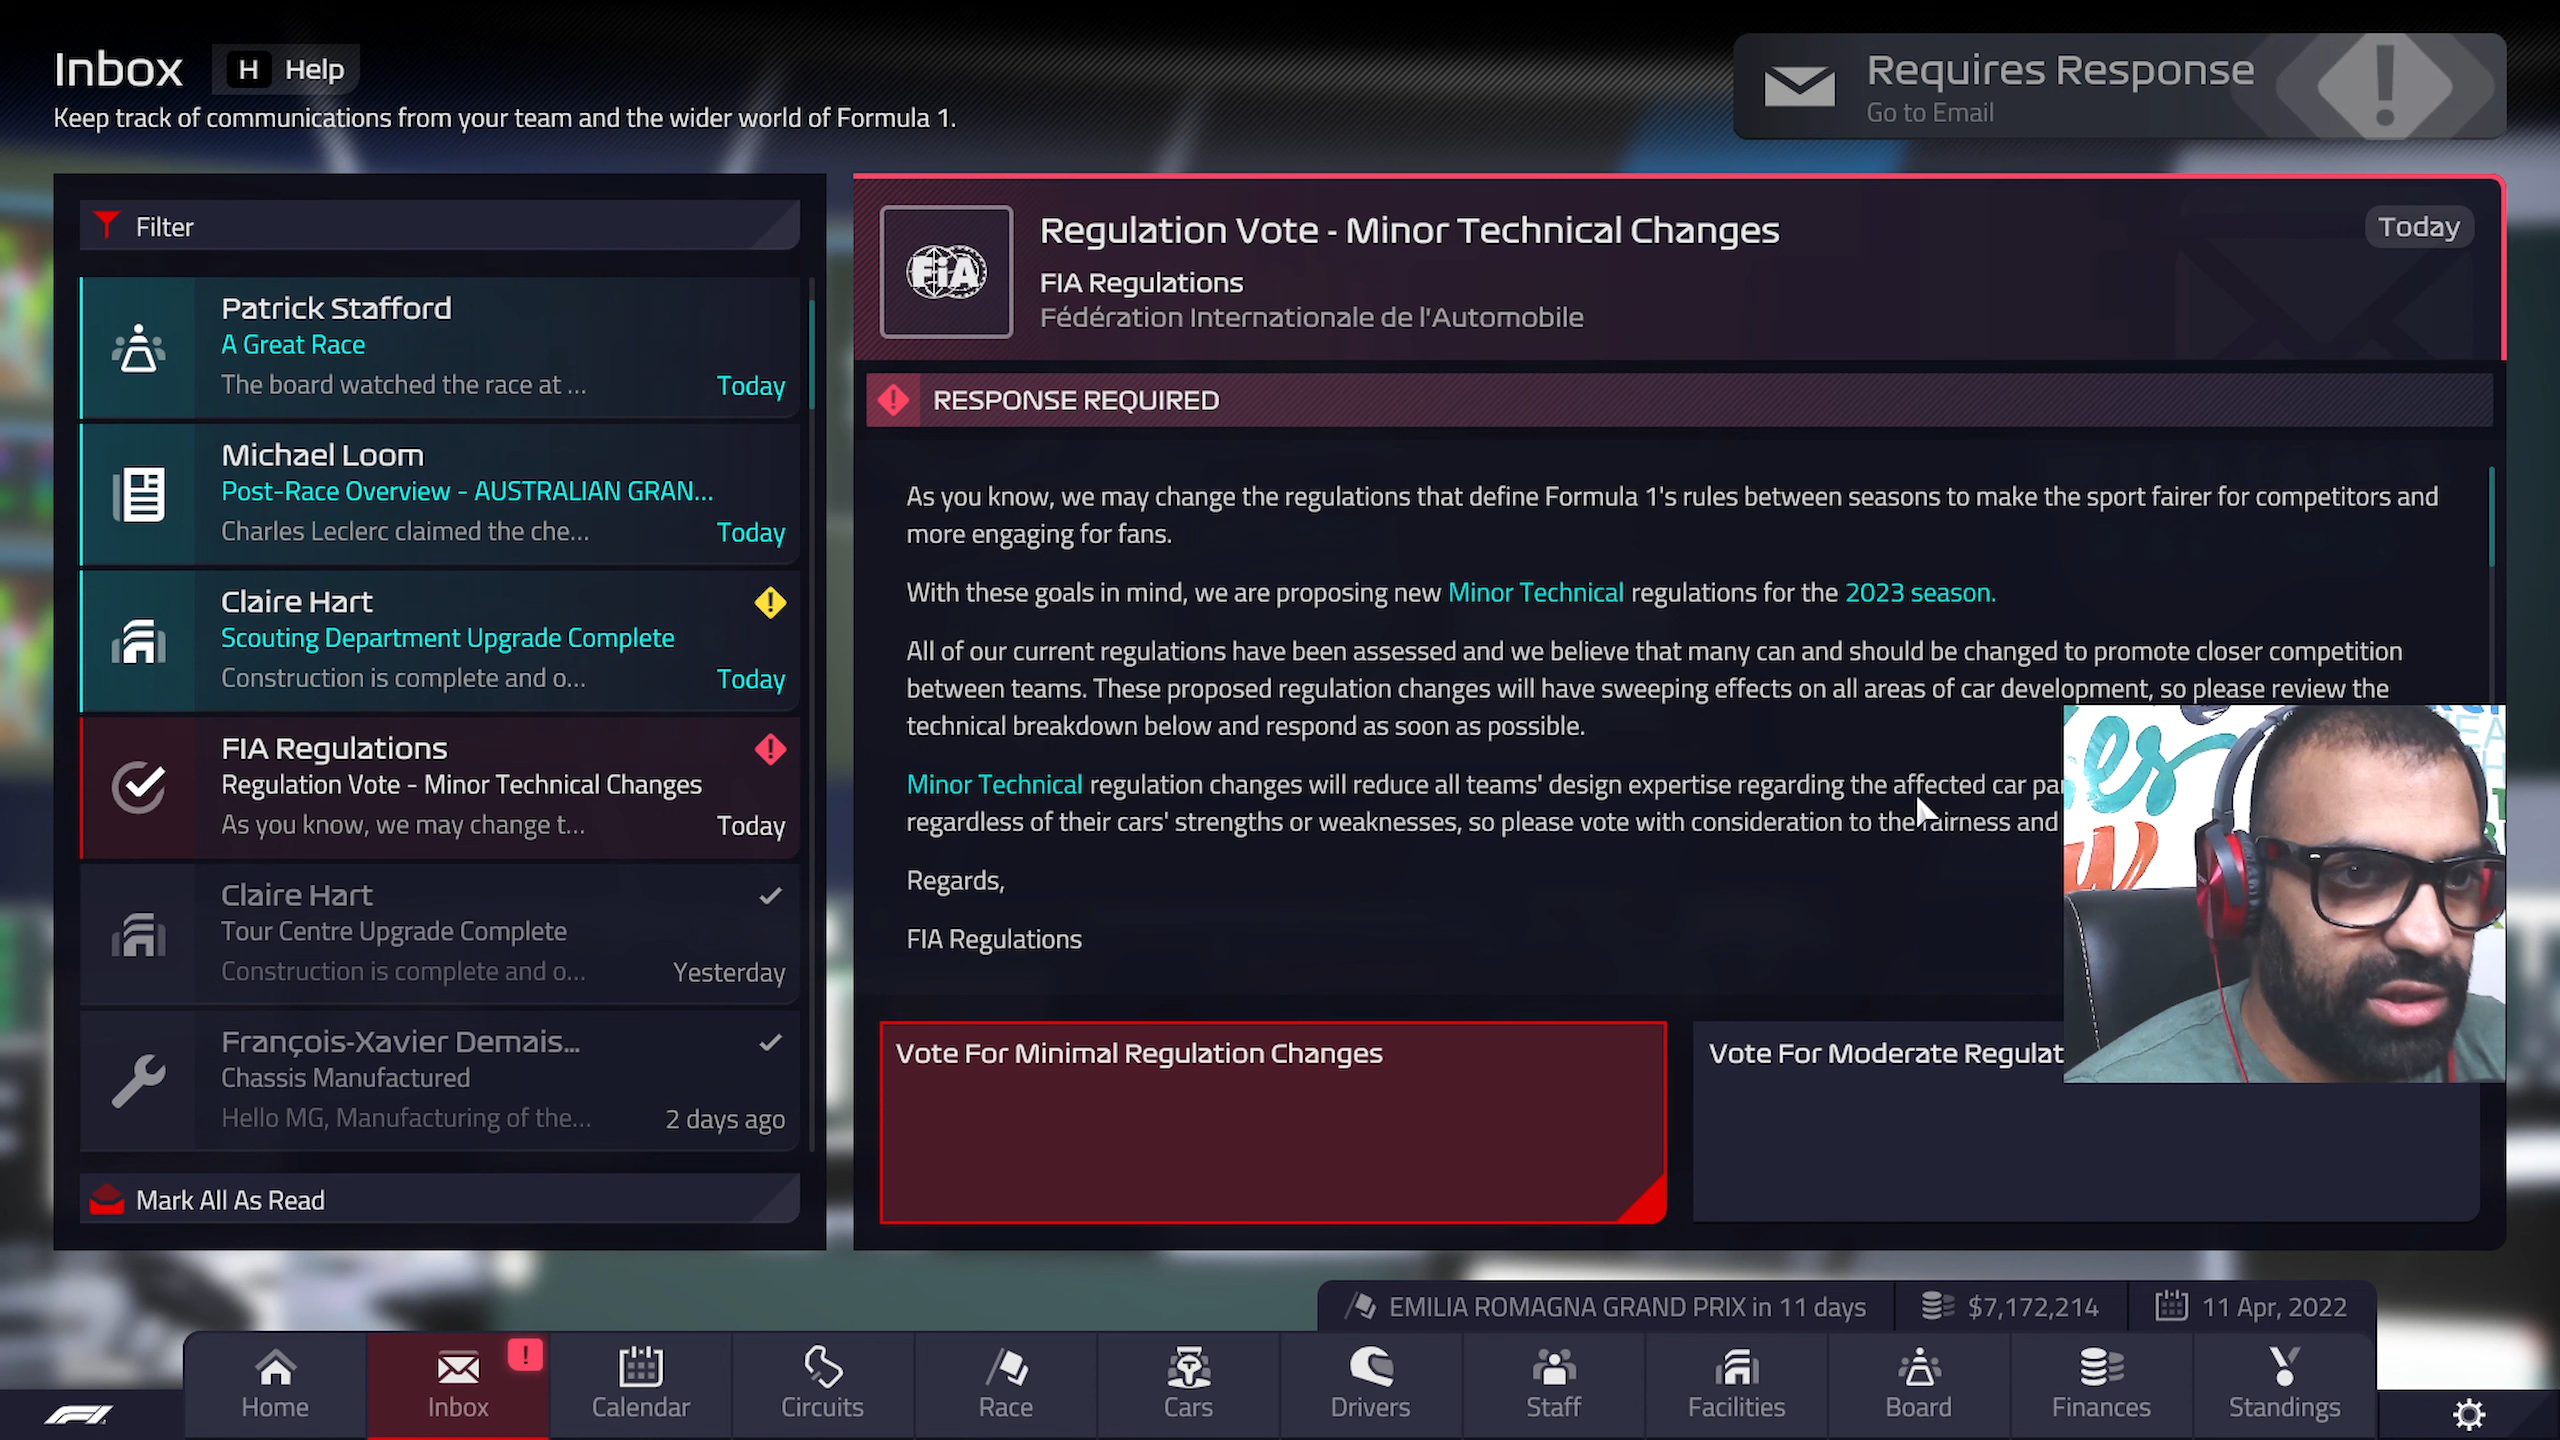 Inbox
H Help
Keep track of communications from your team and the wider world of Formula 1.
Requires Response
Go to Email
Filter
Patrick Stafford
A Great Race
The board watched the race at ...
Today
Michael Loom
Post-Race Overview - AUSTRALIAN GRAN...
Charles Leclerc claimed the che...
Today
Claire Hart
Scouting Department Upgrade Complete
Construction is complete and o...
Today
FIA Regulations
Regulation Vote - Minor Technical Changes
As you know, we may change t...
Today
Claire Hart
Tour Centre Upgrade Complete
Construction is complete and o...
Yesterday
François-Xavier Demais...
Chassis Manufactured
Hello MG, Manufacturing of the...
2 days ago
Mark All As Read
FiA
Regulation Vote - Minor Technical Changes
Today
FIA Regulations
Fédération Internationale de l'Automobile
RESPONSE REQUIRED
As you know, we may change the regulations that define Formula 1's rules between seasons to make the sport fairer for competitors and
more engaging for fans.
With these goals in mind, we are proposing new Minor Technical regulations for the 2023 season.
All of our current regulations have been assessed and we believe that many can and should be changed to promote closer competition
between teams. These proposed regulation changes will have sweeping effects on all areas of car development, so please review the
technical breakdown below and respond as soon as possible.
Minor Technical regulation changes will reduce all teams' design expertise regarding the affected car
regardless of their cars' strengths or weaknesses, so please vote with consideration to the fairness and
Regards,
FIA Regulations
Vote For Minimal Regulation Changes
Vote For Moderate Regulat
EMILIA ROMAGNA GRAND PRIX in 11 days
$7,172,214
11 Apr, 2022
Home
Inbox
Calendar
Circuits
Race
Cars
Drivers
Staff
Facilities
Board
Finances
Standings